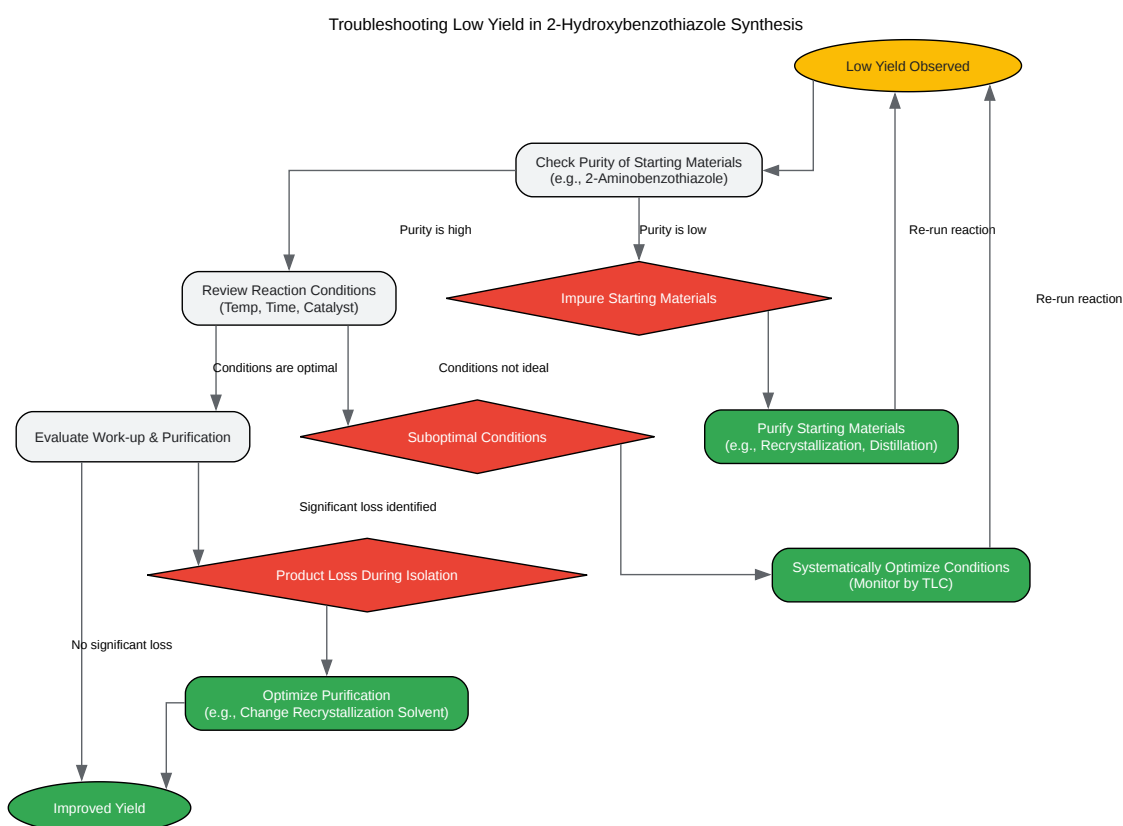 Troubleshooting Low Yield in 2-Hydroxybenzothiazole Synthesis
Low Yield Observed
Check Purity of Starting Materials
(e.g., 2-Aminobenzothiazole)
Purity is high
Purity is low
Re-run reaction
Review Reaction Conditions
(Temp, Time, Catalyst)
Impure Starting Materials
Re-run reaction
Conditions are optimal
Conditions not ideal
Evaluate Work-up & Purification
Suboptimal Conditions
Purify Starting Materials
(e.g., Recrystallization, Distillation)
Significant loss identified
Product Loss During Isolation
Systematically Optimize Conditions
(Monitor by TLC)
No significant loss
Optimize Purification
(e.g., Change Recrystallization Solvent)
Improved Yield